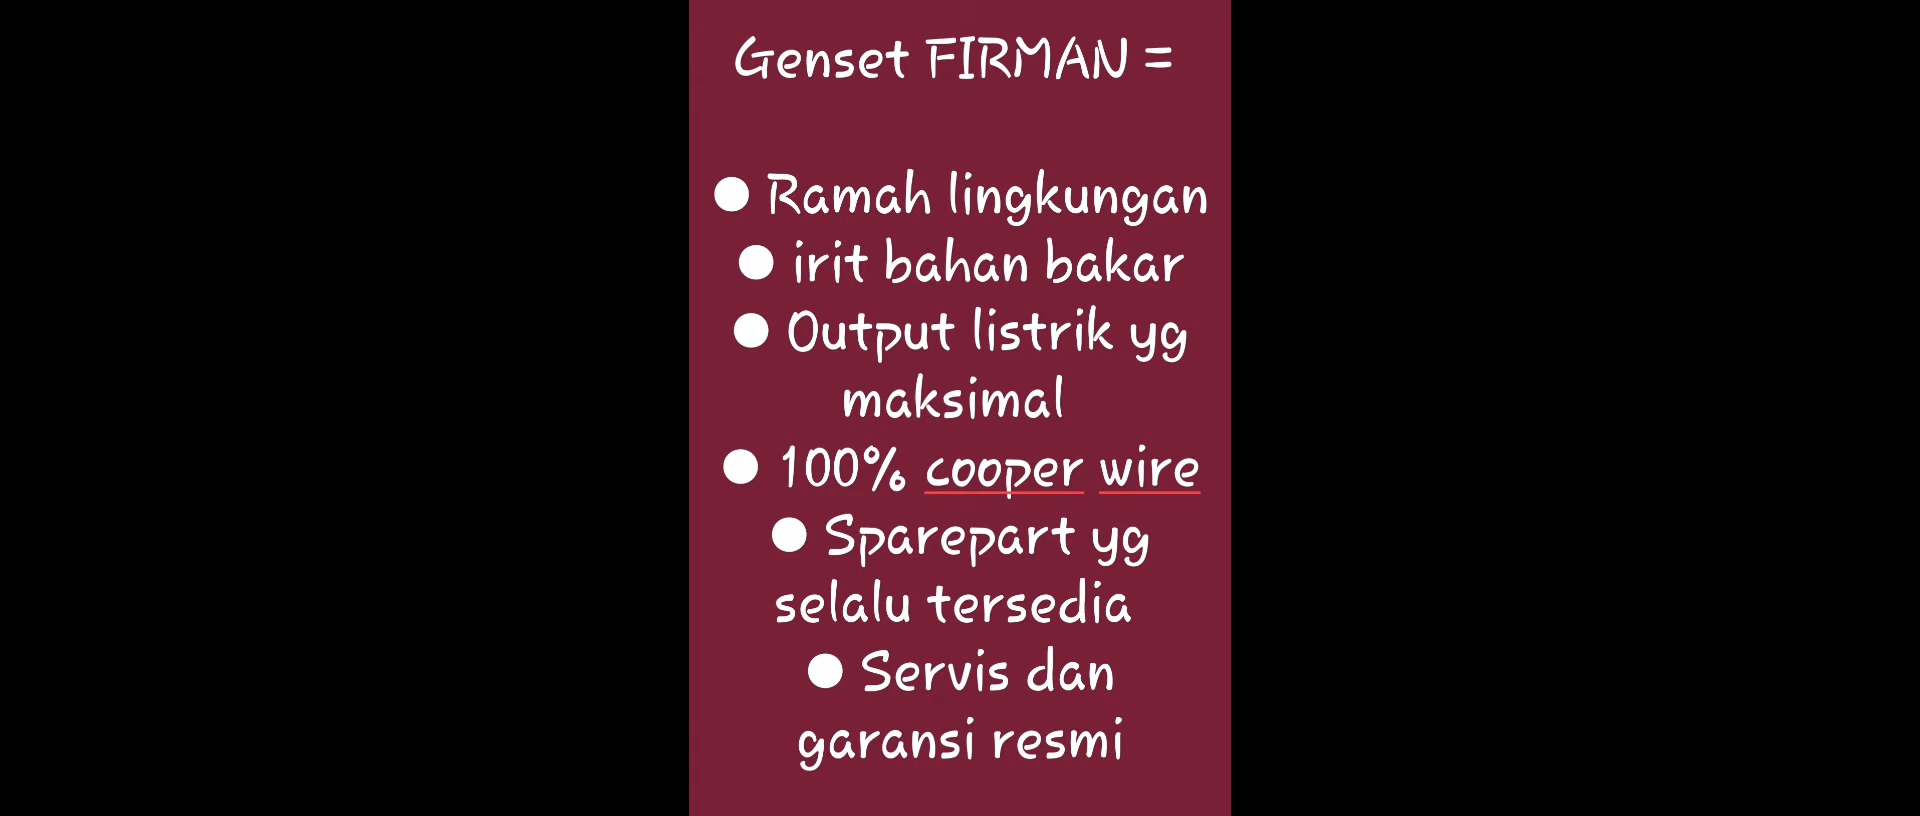 Genset FIRMAN =
● Ramah lingkungan
● irit bahan bakar
● Output listrik yg
maksimal
● 100% cooper wire
● Sparepart yg
selalu tersedia
● Servis dan
garansi resmi